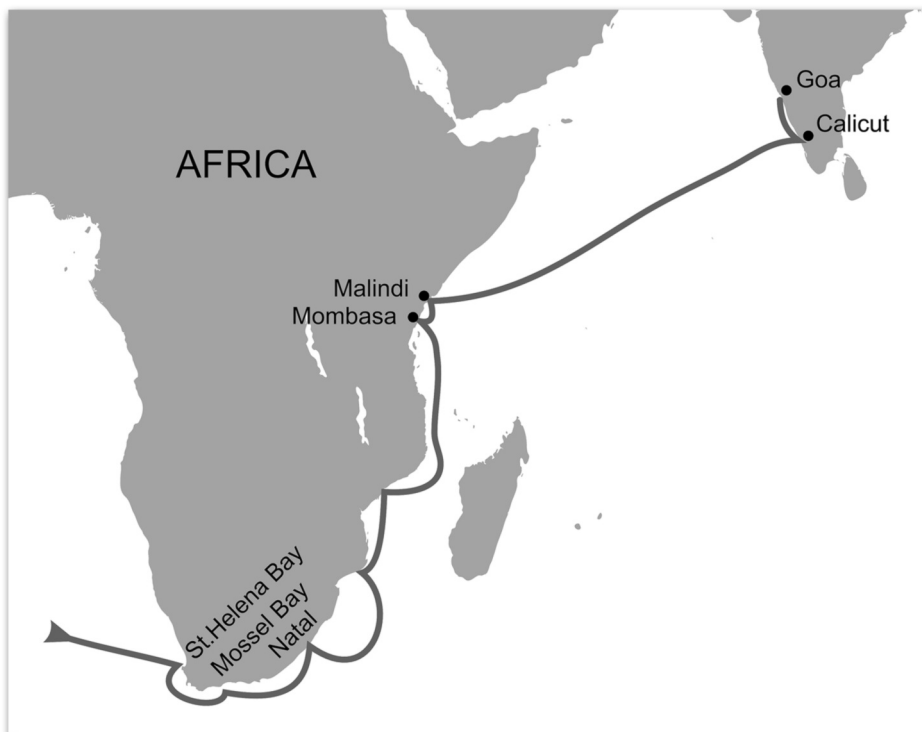 Goa
Calicut
AFRICA
Malindi
Mombasa
St.Helena Bay
Mossel Bay
Natal